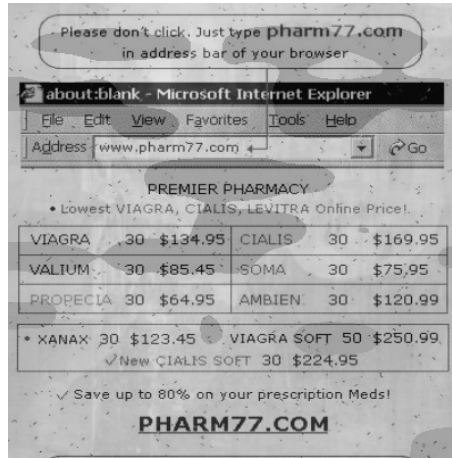 Please don't click. Just type pharm77.com
in address bar of your browser
about:blank - Microsoft Internet Explorer
File Edit View Favorites Tools Help
Address www.pharm77.com Go
PREMIER PHARMACY
• Lowest VIAGRA, CIALIS, LEVITRA Online Price!
VIAGRA 30 $134.95 CIALIS 30 $169.95
VALIUM 30 $85.45 SOMA 30 $75,95
PROPECIA 30 $64.95 AMBIEN 30 $120.99
• XANAX 30 $123.45 VIAGRA SOFT 50 $250.99
✓New CIALIS SOFT 30 $224.95
✓ Save up to 80% on your prescription Meds!
PHARM77.COM